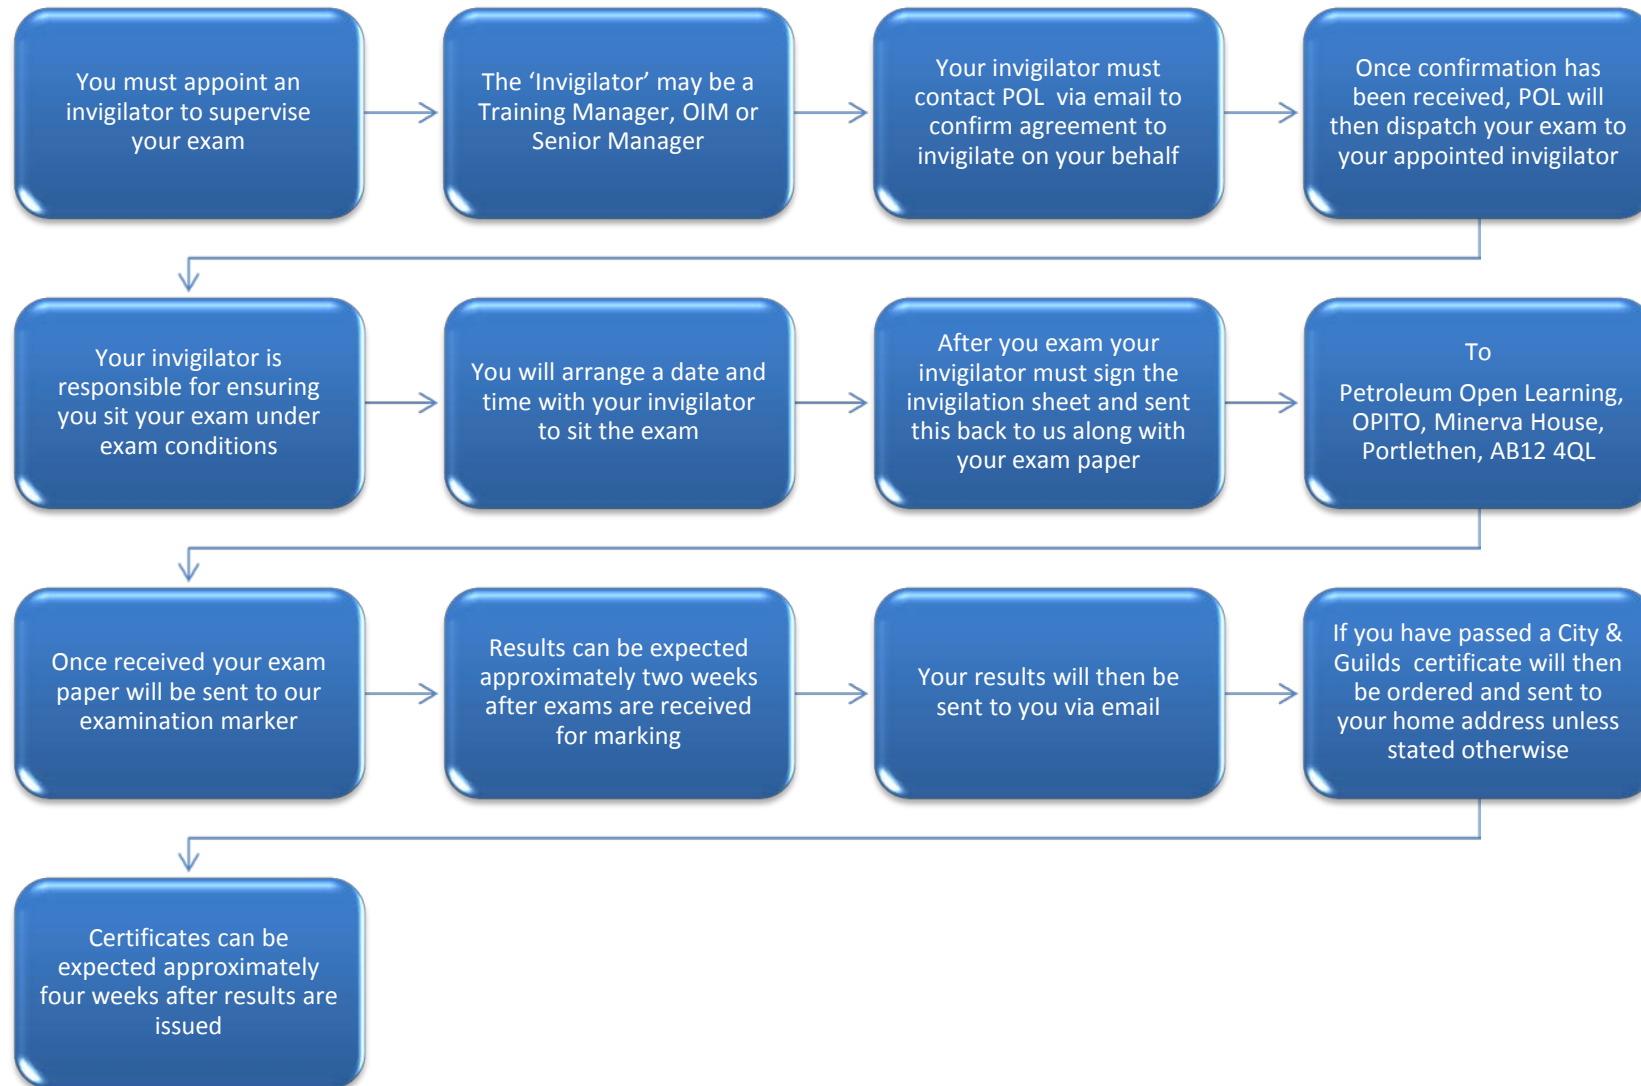 You must appoint an
invigilator to supervise
your exam
The ‘Invigilator’ may be a
Training Manager, OIM or
Senior Manager
Your invigilator must
contact POL via email to
confirm agreement to
invigilate on your behalf
Once confirmation has
been received, POL will
then dispatch your exam to
your appointed invigilator
Your invigilator is
responsible for ensuring
you sit your exam under
exam conditions
You will arrange a date and
time with your invigilator
to sit the exam
After you exam your
invigilator must sign the
invigilation sheet and sent
this back to us along with
your exam paper
To
Petroleum Open Learning,
OPITO, Minerva House,
Portlethen, AB12 4QL
Once received your exam
paper will be sent to our
examination marker
Results can be expected
approximately two weeks
after exams are received
for marking
Your results will then be
sent to you via email
If you have passed a City &
Guilds certificate will then
be ordered and sent to
your home address unless
stated otherwise
Certificates can be
expected approximately
four weeks after results are
issued